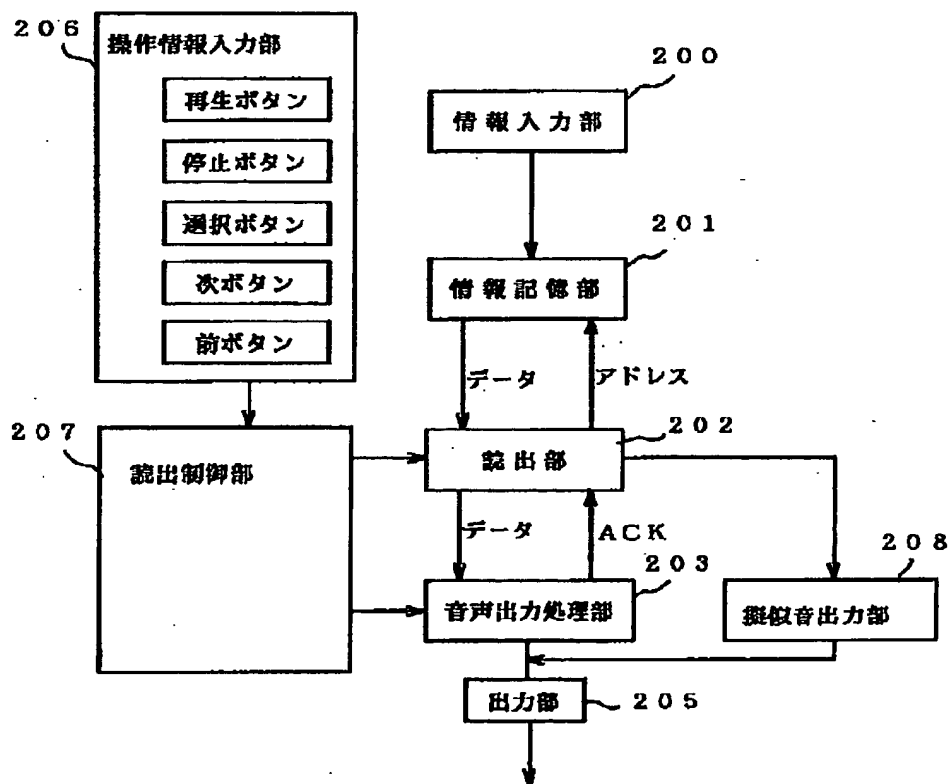 206
操作情報入力部
再生ボタン
停止ボタン
選択ボタン
次ボタン
前ボタン
200
情報入力部
201
情報記憶部
データ
アドレス
207
読出制御部
202
読出部
データ
ACK
203
音声出力処理部
208
擬似音出力部
出力部
205